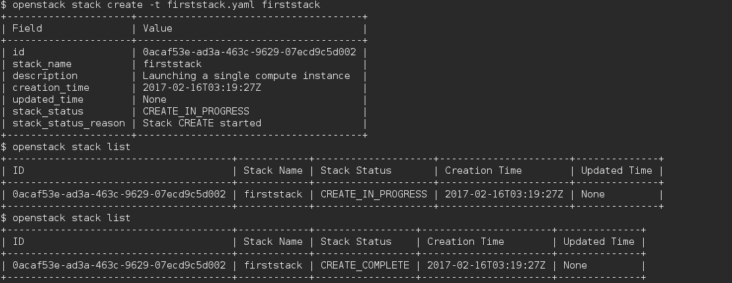 $ openstack stack create -t firststack.yaml firststack
+---------------------+--------------------------------------+
| Field               | Value                                |
+---------------------+--------------------------------------+
| id                  | 0acaf53e-ad3a-463c-9629-07ecd9c5d002 |
| stack_name          | firststack                           |
| description         | Launching a single compute instance  |
| creation_time       | 2017-02-16T03:19:27Z                 |
| updated_time        | None                                 |
| stack_status        | CREATE_IN_PROGRESS                   |
| stack_status_reason | Stack CREATE started                 |
+---------------------+--------------------------------------+
$ openstack stack list
+--------------------------------------+------------+--------------------+----------------------+--------------+
| ID                                   | Stack Name | Stack Status       | Creation Time        | Updated Time |
+--------------------------------------+------------+--------------------+----------------------+--------------+
| 0acaf53e-ad3a-463c-9629-07ecd9c5d002 | firststack | CREATE_IN_PROGRESS | 2017-02-16T03:19:27Z | None         |
+--------------------------------------+------------+--------------------+----------------------+--------------+
$ openstack stack list
+--------------------------------------+------------+-----------------+----------------------+--------------+
| ID                                   | Stack Name | Stack Status    | Creation Time        | Updated Time |
+--------------------------------------+------------+-----------------+----------------------+--------------+
| 0acaf53e-ad3a-463c-9629-07ecd9c5d002 | firststack | CREATE_COMPLETE | 2017-02-16T03:19:27Z | None         |
+--------------------------------------+------------+-----------------+----------------------+--------------+